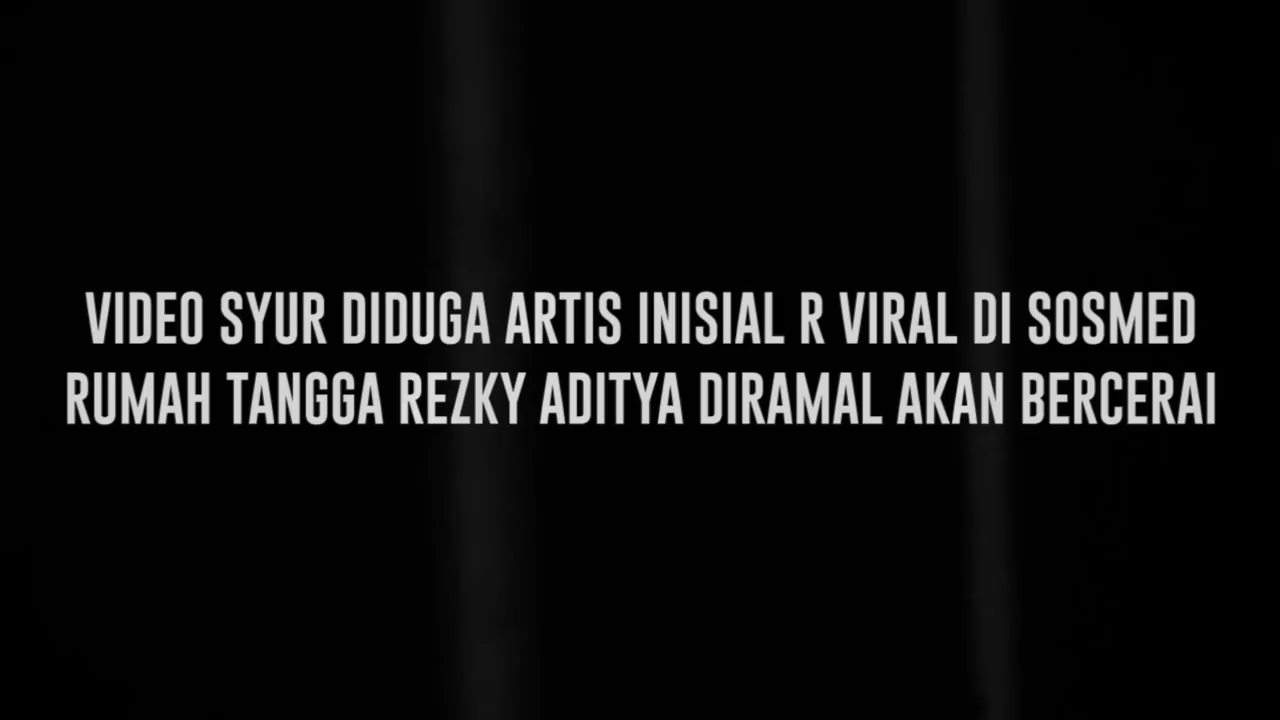 VIDEO SYUR DIDUGA ARTIS INISIAL R VIRAL DI SOSMED
RUMAH TANGGA REZKY ADITYA DIRAMAL AKAN BERCERAI